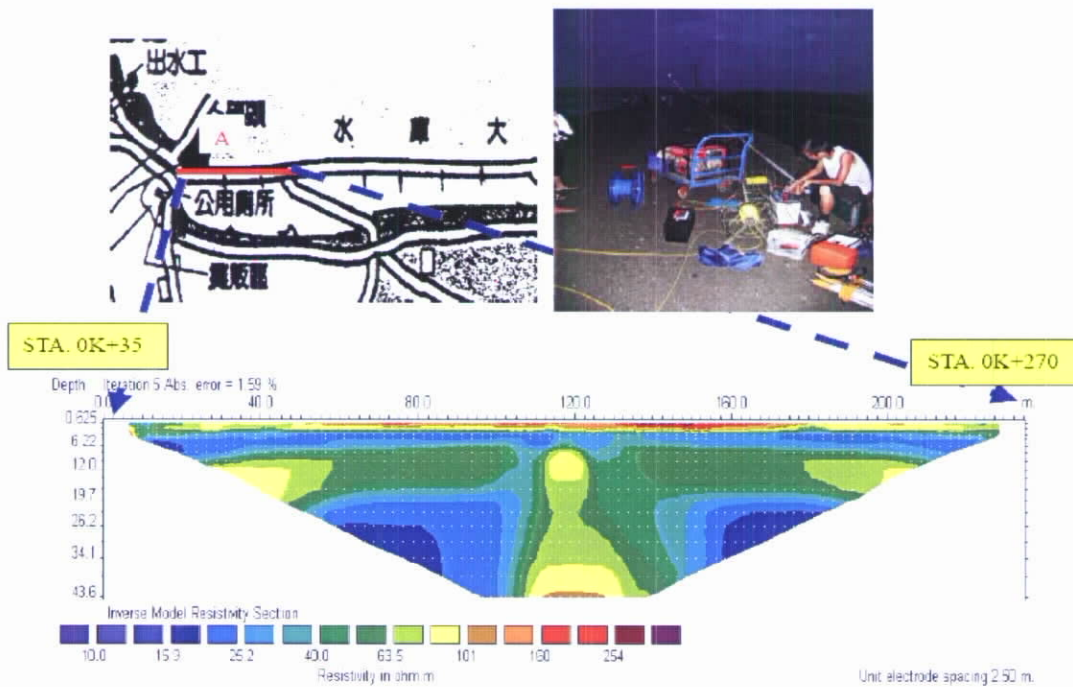 出水工
A
水 庫 大
公用廁所
STA. 0K+35
STA. 0K+270
Depth Iteration 5 Abs. error = 1.59 %
0.0 40.0 80.0 120.0 160.0 200.0 m.
0.625
6.22
12.0
19.7
26.2
34.1
43.6
Inverse Model Resistivity Section
10.0 15.9 25.2 40.0 63.5 101 160 254
Resistivity in ohm.m
Unit electrode spacing 2.50 m.